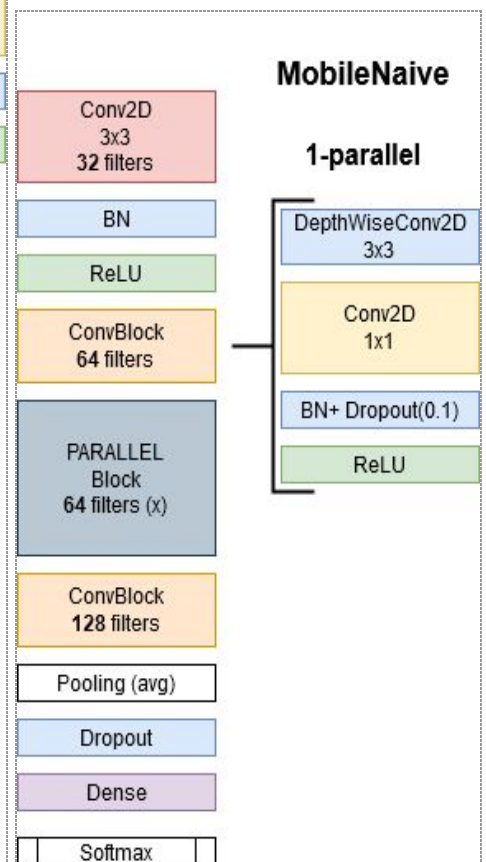 MobileNaive
1-parallel
Conv2D
3x3
32 filters
BN
ReLU
ConvBlock
64 filters
PARALLEL
Block
64 filters (x)
ConvBlock
128 filters
Pooling (avg)
Dropout
Dense
Softmax
DepthWiseConv2D
3x3
Conv2D
1x1
BN+ Dropout(0.1)
ReLU